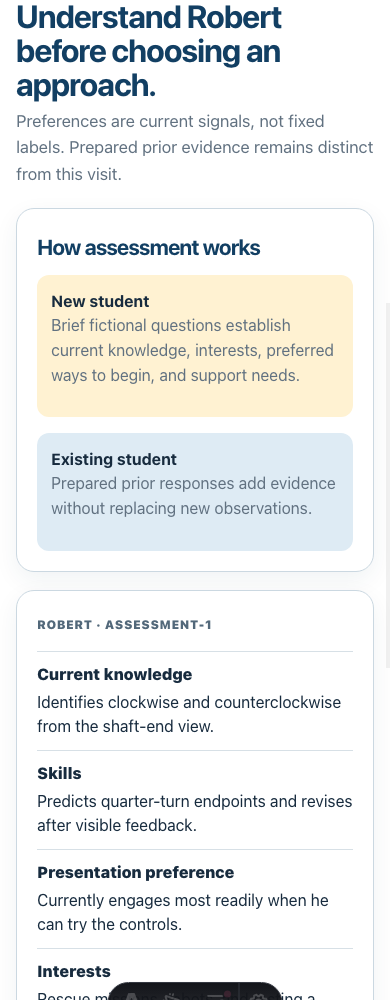 Understand Robert
before choosing an
approach.
Preferences are current signals, not fixed
labels. Prepared prior evidence remains distinct
from this visit.
How assessment works
New student
Brief fictional questions establish
current knowledge, interests, preferred
ways to begin, and support needs.
Existing student
Prepared prior responses add evidence
without replacing new observations.
ROBERT · ASSESSMENT-1
Current knowledge
Identifies clockwise and counterclockwise
from the shaft-end view.
Skills
Predicts quarter-turn endpoints and revises
after visible feedback.
Presentation preference
Currently engages most readily when he
can try the controls.
Interests
Rescue